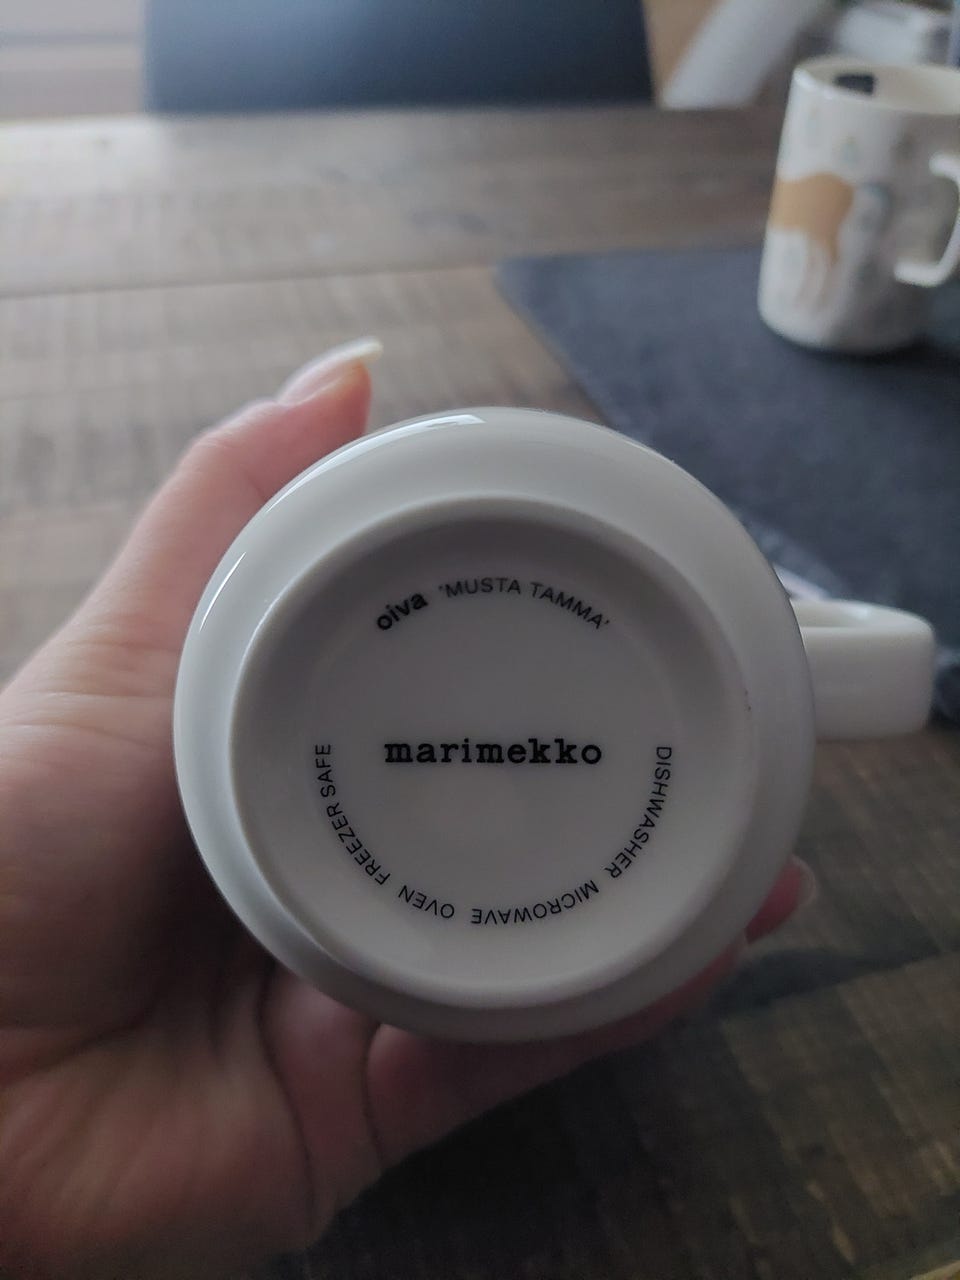 oiva 'MUSTA TAMMA'
marimekko
DISHWASHER MICROWAVE OVEN FREEZER SAFE